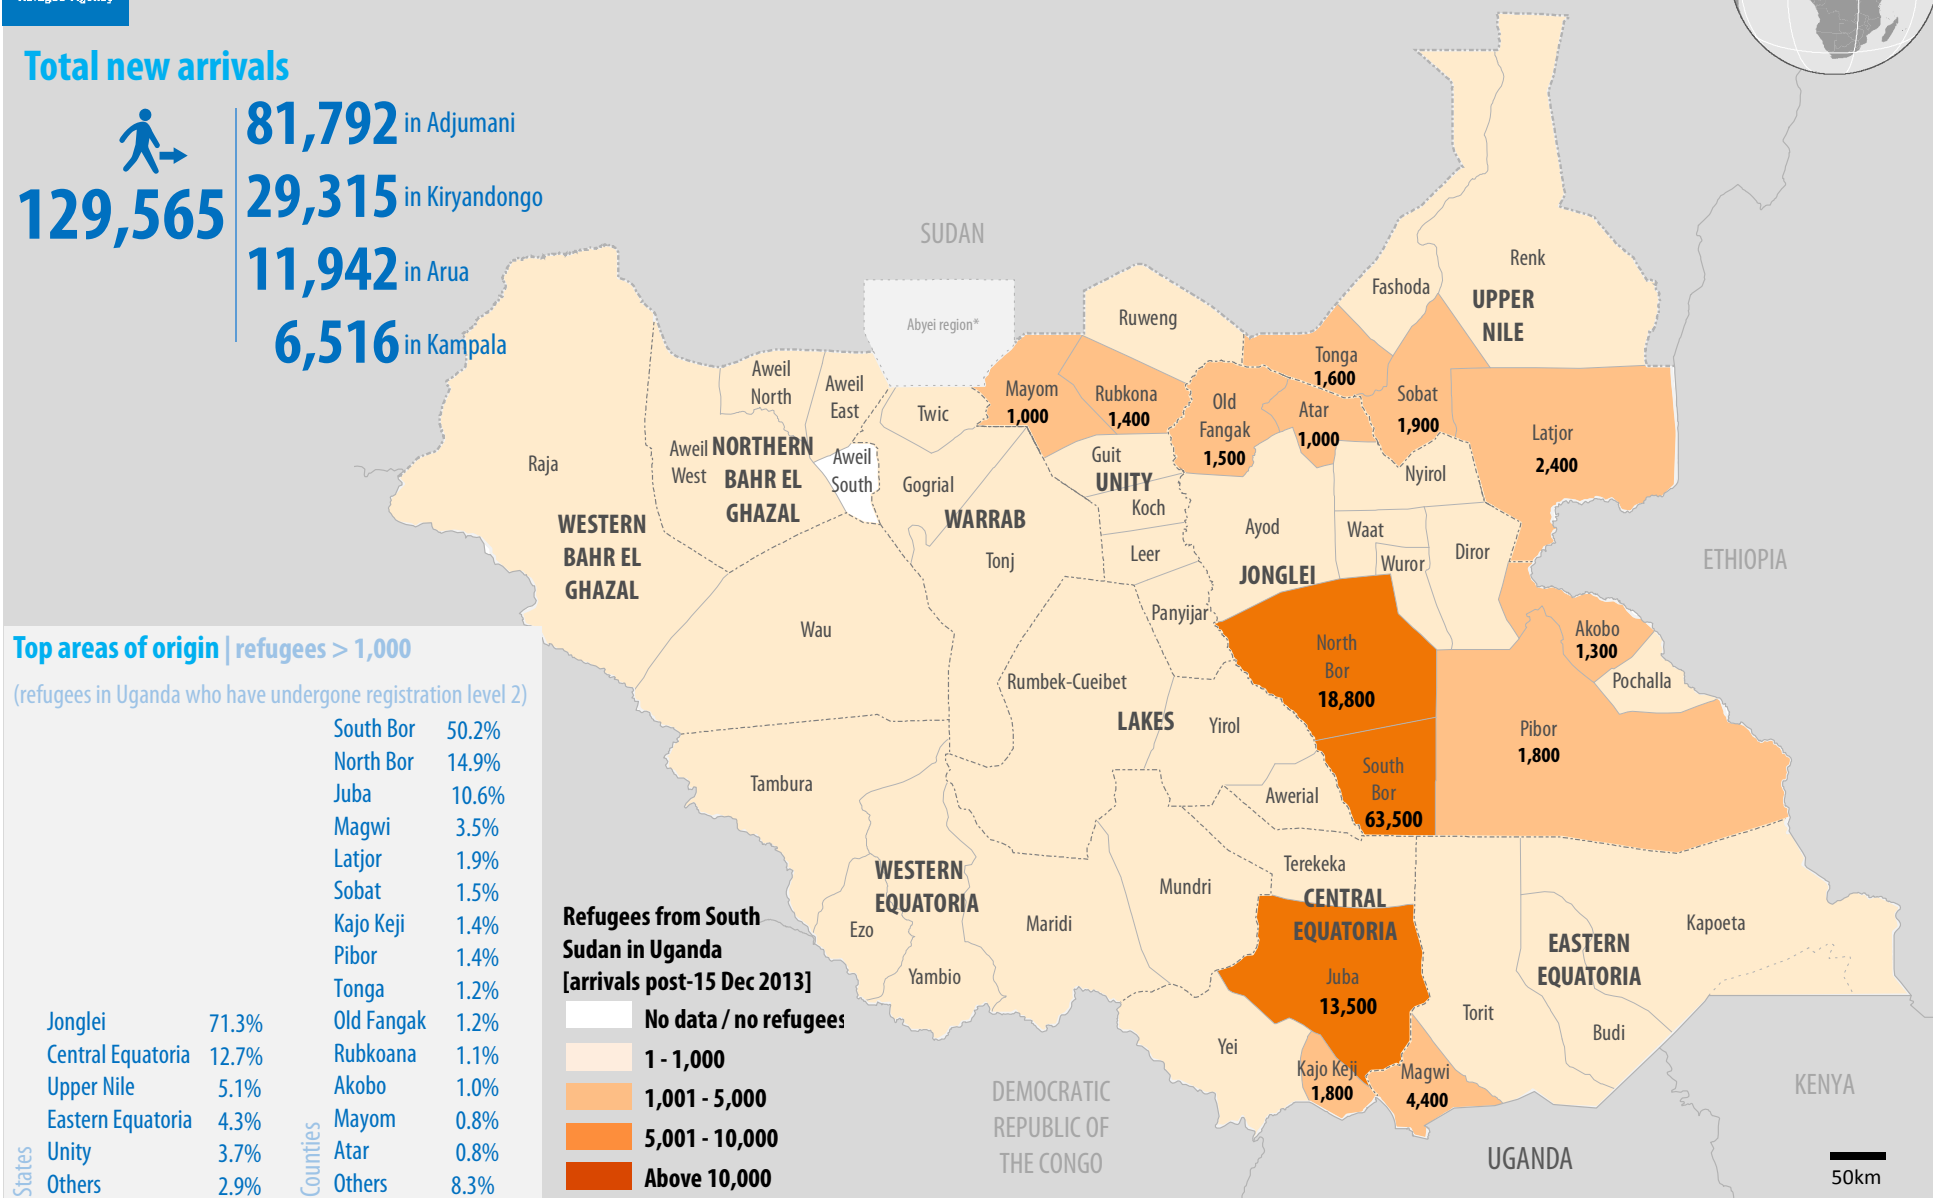 Refugee Agency
Total new arrivals
129,565
81,792 in Adjumani
29,315 in Kiryandongo
11,942 in Arua
6,516 in Kampala
SUDAN
Abyei region*
Renk
Fashoda
UPPER
NILE
Ruweng
Tonga
1,600
Mayom
1,000
Rubkona
1,400
Old
Fangak
1,500
Atar
1,000
Sobat
1,900
Latjor
2,400
Aweil
North
Aweil
East
Twic
Aweil
West
NORTHERN
BAHR EL
GHAZAL
Aweil
South
Gogrial
WARRAB
Tonj
Raja
WESTERN
BAHR EL
GHAZAL
Guit
UNITY
Koch
Leer
Panyijar
Nyirol
Ayod
Waat
Wuror
Diror
JONGLEI
ETHIOPIA
Wau
Rumbek-Cueibet
LAKES
Yirol
Awerial
North
Bor
18,800
South
Bor
63,500
Akobo
1,300
Pochalla
Pibor
1,800
Tambura
WESTERN
EQUATORIA
Ezo
Yambio
Maridi
Mundri
Terekeka
CENTRAL
EQUATORIA
Juba
13,500
Yei
Kajo Keji
1,800
Magwi
4,400
Torit
EASTERN
EQUATORIA
Kapoeta
Budi
KENYA
UGANDA
DEMOCRATIC
REPUBLIC OF
THE CONGO
50km
Top areas of origin | refugees > 1,000
(refugees in Uganda who have undergone registration level 2)
States
Jonglei 71.3%
Central Equatoria 12.7%
Upper Nile 5.1%
Eastern Equatoria 4.3%
Unity 3.7%
Others 2.9%
Counties
South Bor 50.2%
North Bor 14.9%
Juba 10.6%
Magwi 3.5%
Latjor 1.9%
Sobat 1.5%
Kajo Keji 1.4%
Pibor 1.4%
Tonga 1.2%
Old Fangak 1.2%
Rubkoana 1.1%
Akobo 1.0%
Mayom 0.8%
Atar 0.8%
Others 8.3%
Refugees from South
Sudan in Uganda
[arrivals post-15 Dec 2013]
No data / no refugees
1 - 1,000
1,001 - 5,000
5,001 - 10,000
Above 10,000